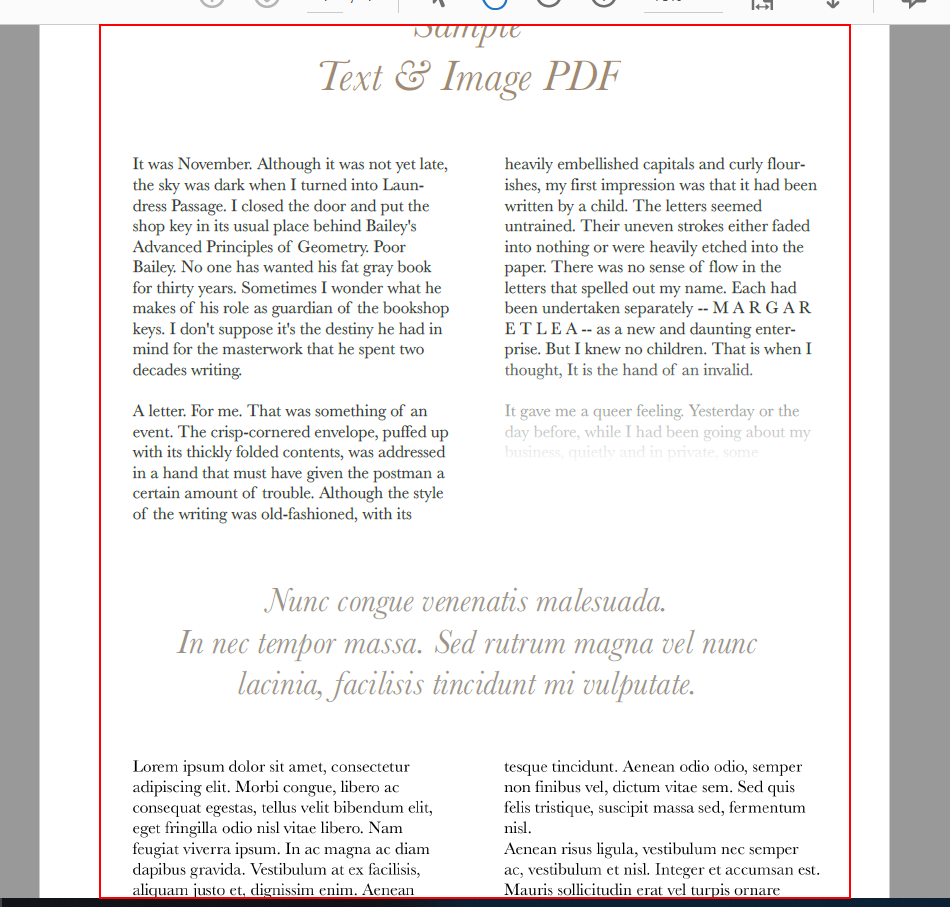 Sample
Text & Image PDF
It was November. Although it was not yet late,
the sky was dark when I turned into Laun-
dress Passage. I closed the door and put the
shop key in its usual place behind Bailey's
Advanced Principles of Geometry. Poor
Bailey. No one has wanted his fat gray book
for thirty years. Sometimes I wonder what he
makes of his role as guardian of the bookshop
keys. I don't suppose it's the destiny he had in
mind for the masterwork that he spent two
decades writing.
A letter. For me. That was something of an
event. The crisp-cornered envelope, puffed up
with its thickly folded contents, was addressed
in a hand that must have given the postman a
certain amount of trouble. Although the style
of the writing was old-fashioned, with its
heavily embellished capitals and curly flour-
ishes, my first impression was that it had been
written by a child. The letters seemed
untrained. Their uneven strokes either faded
into nothing or were heavily etched into the
paper. There was no sense of flow in the
letters that spelled out my name. Each had
been undertaken separately -- M A R G A R
E T L E A -- as a new and daunting enter-
prise. But I knew no children. That is when I
thought, It is the hand of an invalid.
It gave me a queer feeling. Yesterday or the
day before, while I had been going about my
business, quietly and in private, some
Nunc congue venenatis malesuada.
In nec tempor massa. Sed rutrum magna vel nunc
lacinia, facilisis tincidunt mi vulputate.
Lorem ipsum dolor sit amet, consectetur
adipiscing elit. Morbi congue, libero ac
consequat egestas, tellus velit bibendum elit,
eget fringilla odio nisl vitae libero. Nam
feugiat viverra ipsum. In ac magna ac diam
dapibus gravida. Vestibulum at ex facilisis,
aliquam justo et, dignissim enim. Aenean
tesque tincidunt. Aenean odio odio, semper
non finibus vel, dictum vitae sem. Sed quis
felis tristique, suscipit massa sed, fermentum
nisl.
Aenean risus ligula, vestibulum nec semper
ac, vestibulum et nisl. Integer et accumsan est.
Mauris sollicitudin erat vel turpis ornare